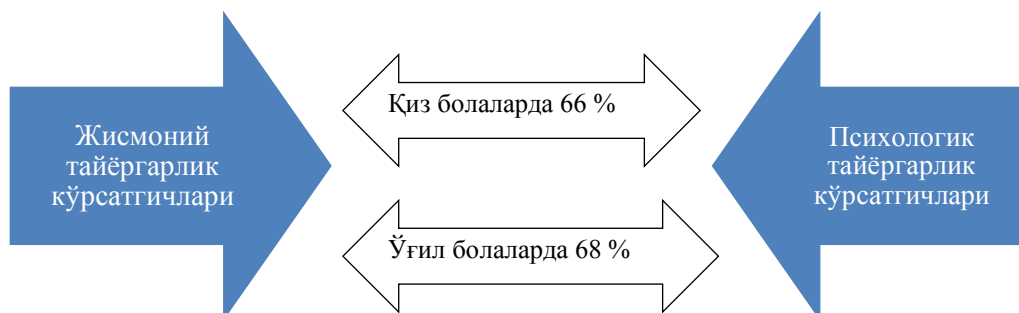 Жисмоний
тайёргарлик
кўрсатгичлари
Қиз болаларда 66 %
Ўғил болаларда 68 %
Психологик
тайёргарлик
кўрсатгичлари